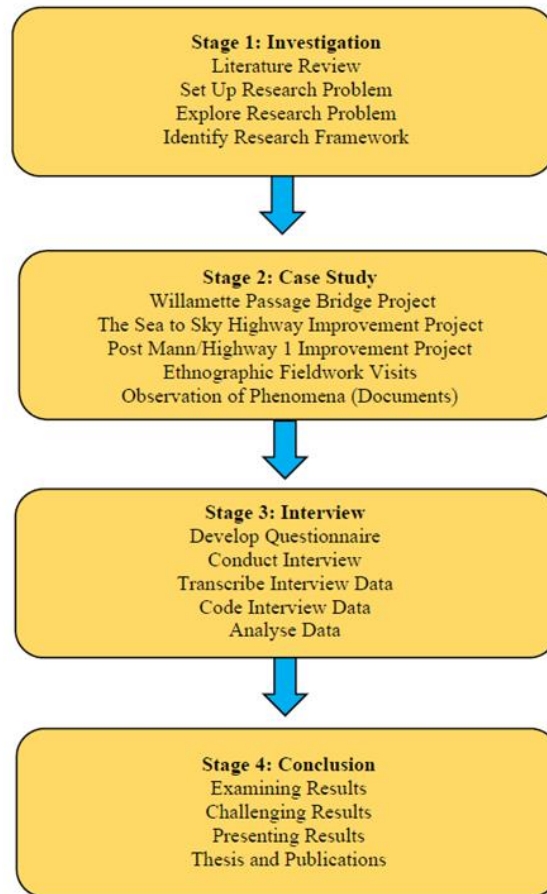 Stage 1: Investigation
Literature Review
Set Up Research Problem
Explore Research Problem
Identify Research Framework
Stage 2: Case Study
Willamette Passage Bridge Project
The Sea to Sky Highway Improvement Project
Post Mann/Highway 1 Improvement Project
Ethnographic Fieldwork Visits
Observation of Phenomena (Documents)
Stage 3: Interview
Develop Questionnaire
Conduct Interview
Transcribe Interview Data
Code Interview Data
Analyse Data
Stage 4: Conclusion
Examining Results
Challenging Results
Presenting Results
Thesis and Publications